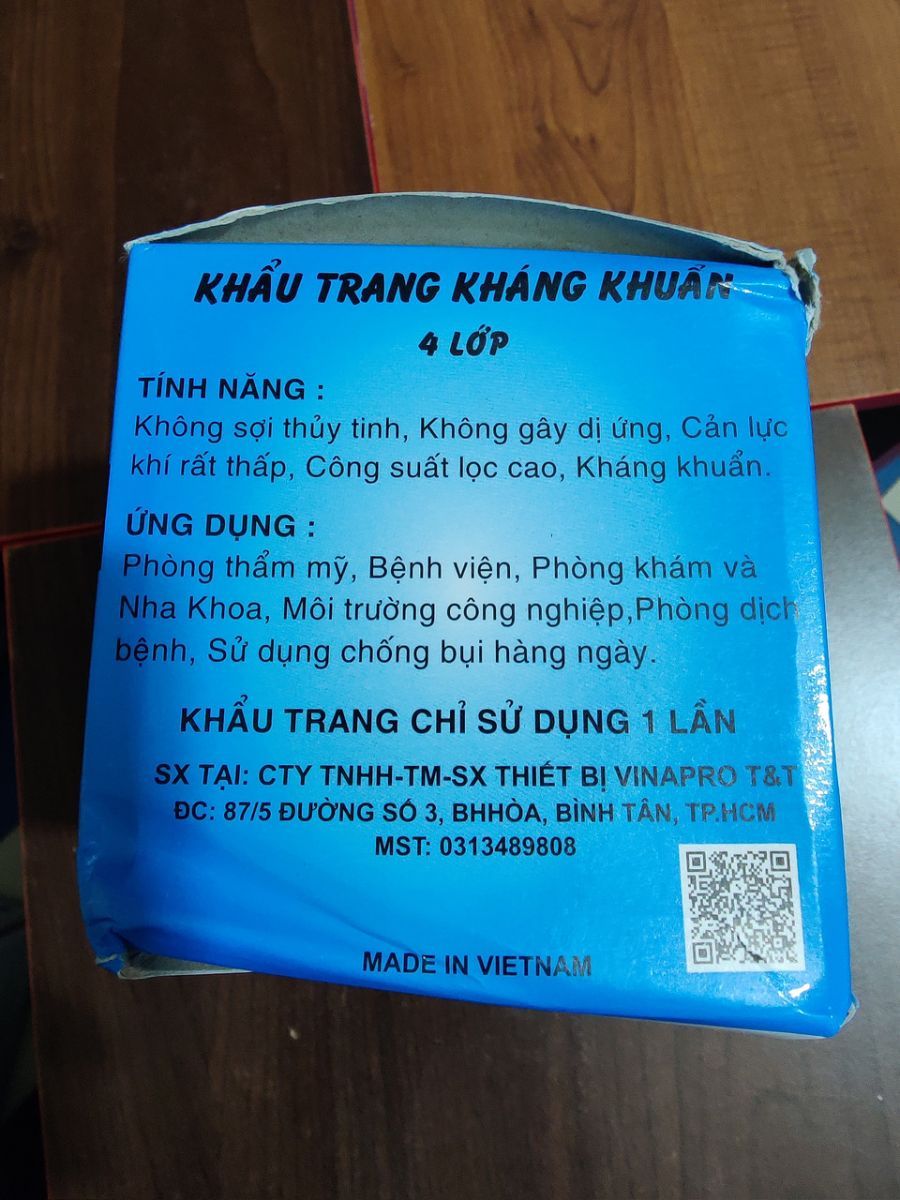 KHẨU TRANG KHÁNG KHUẨN
4 LỚP
TÍNH NĂNG :
Không sợi thủy tinh, Không gây dị ứng, Cản lực
khí rất thấp, Công suất lọc cao, Kháng khuẩn.
ỨNG DỤNG :
Phòng thẩm mỹ, Bệnh viện, Phòng khám và
Nha Khoa, Môi trường công nghiệp,Phòng dịch
bệnh, Sử dụng chống bụi hàng ngày.
KHẨU TRANG CHỈ SỬ DỤNG 1 LẦN
SX TẠI: CTY TNHH-TM-SX THIẾT BỊ VINAPRO T&T
ĐC: 87/5 ĐƯỜNG SỐ 3, BHHÒA, BÌNH TÂN, TP.HCM
MST: 0313489808
MADE IN VIETNAM